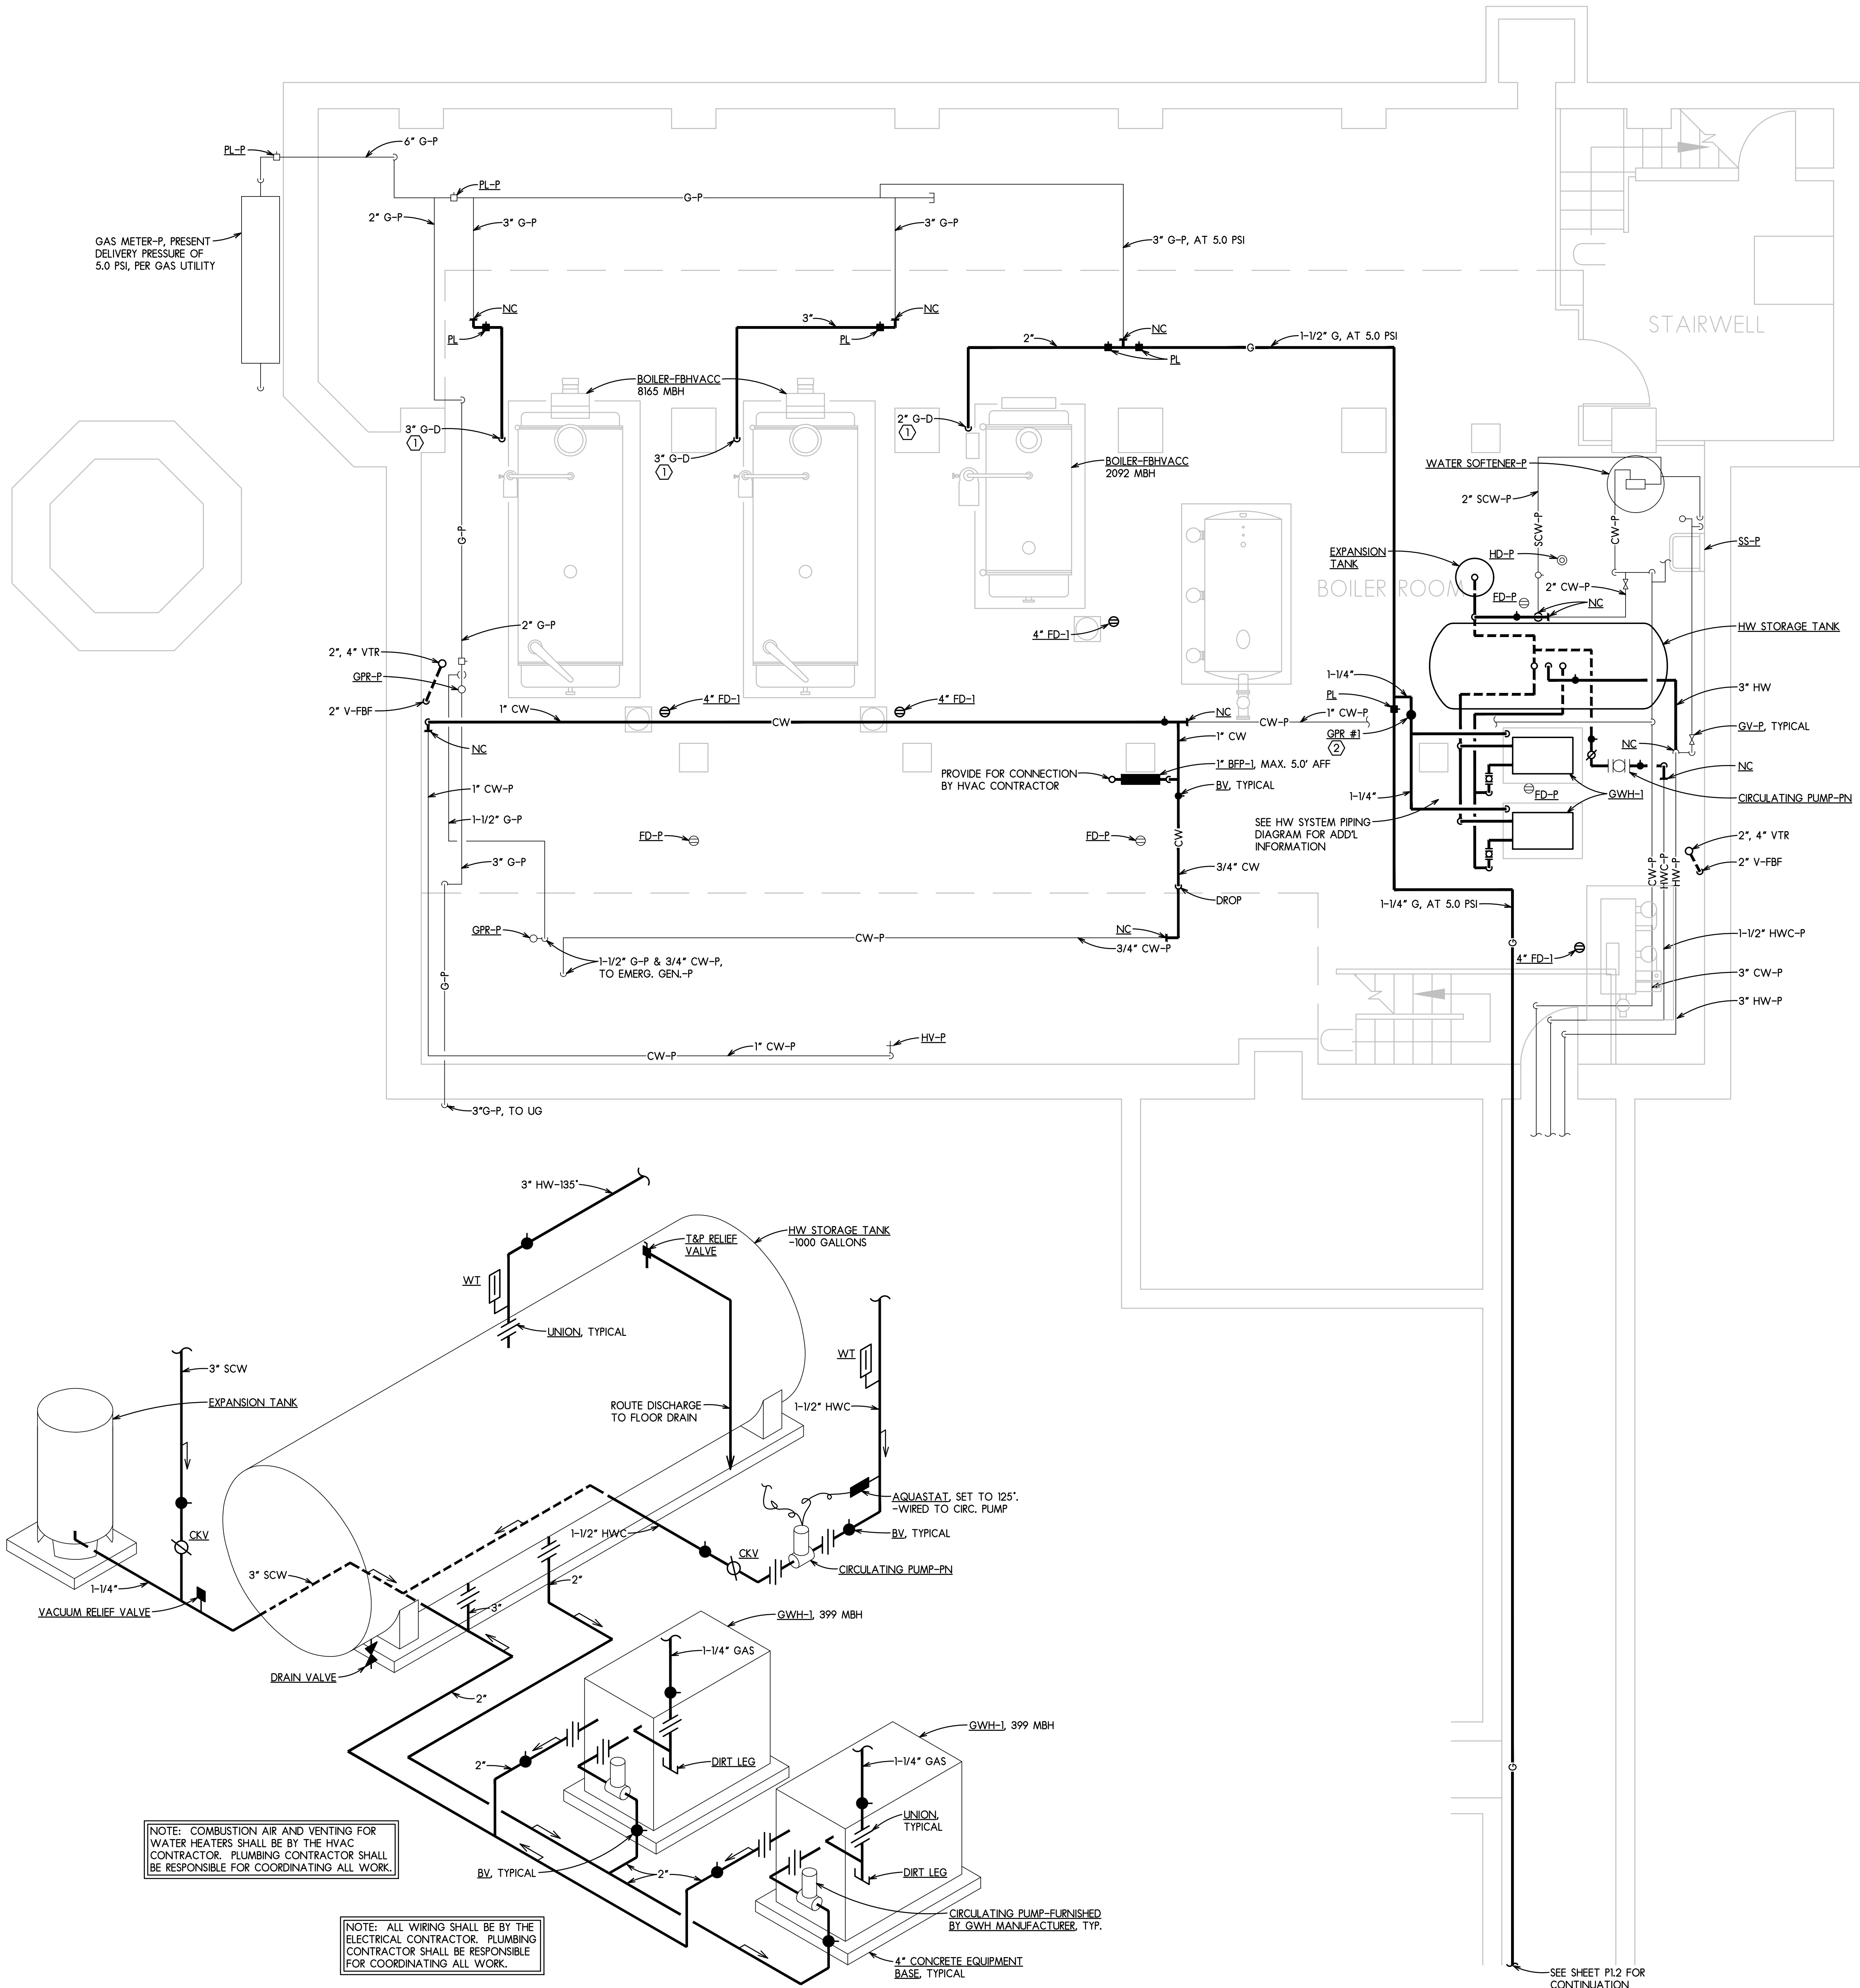 PL-P
6" G-P
PL-P
G-P
2" G-P
3" G-P
3" G-P
GAS METER-P, PRESENT
DELIVERY PRESSURE OF
5.0 PSI, PER GAS UTILITY
3" G-P, AT 5.0 PSI
NC
NC
NC
3"
PL
PL
2"
PL
G
1-1/2" G, AT 5.0 PSI
STAIRWELL
BOILER-FBHVACC
8165 MBH
3" G-D
1
3" G-D
1
2" G-D
1
BOILER-FBHVACC
2092 MBH
WATER SOFTENER-P
2" SCW-P
SCW-P
CW-P
SS-P
EXPANSION
TANK
HD-P
BOILER ROOM
2" CW-P
FD-P
NC
G-P
2" G-P
4" FD-1
HW STORAGE TANK
2", 4" VTR
GPR-P
2" V-FBF
1-1/4"
PL
3" HW
4" FD-1
4" FD-1
1" CW
CW
NC
CW-P
1" CW-P
GPR #1
2
GV-P, TYPICAL
NC
1" CW
NC
NC
PROVIDE FOR CONNECTION
BY HVAC CONTRACTOR
1" BFP-1, MAX. 5.0' AFF
BV, TYPICAL
1" CW-P
1-1/4"
FD-P
GWH-1
CIRCULATING PUMP-PN
1-1/2" G-P
SEE HW SYSTEM PIPING
DIAGRAM FOR ADD'L
INFORMATION
FD-P
FD-P
CW
2", 4" VTR
2" V-FBF
3" G-P
3/4" CW
CW-P
HWC-P
HW-P
DROP
1-1/4" G, AT 5.0 PSI
GPR-P
CW-P
NC
3/4" CW-P
G
1-1/2" HWC-P
4" FD-1
1-1/2" G-P & 3/4" CW-P,
TO EMERG. GEN.-P
G-P
3" CW-P
3" HW-P
HV-P
CW-P
1" CW-P
3"G-P, TO UG
3" HW-135°
HW STORAGE TANK
-1000 GALLONS
T&P RELIEF
VALVE
WT
UNION, TYPICAL
3" SCW
WT
EXPANSION TANK
ROUTE DISCHARGE
TO FLOOR DRAIN
1-1/2" HWC
AQUASTAT, SET TO 125°.
-WIRED TO CIRC. PUMP
CKV
1-1/2" HWC
BV, TYPICAL
CKV
CIRCULATING PUMP-PN
3" SCW
1-1/4"
2"
VACUUM RELIEF VALVE
3"
GWH-1, 399 MBH
1-1/4" GAS
DRAIN VALVE
2"
GWH-1, 399 MBH
2"
DIRT LEG
1-1/4" GAS
UNION,
TYPICAL
NOTE: COMBUSTION AIR AND VENTING FOR
WATER HEATERS SHALL BE BY THE HVAC
CONTRACTOR. PLUMBING CONTRACTOR SHALL
BE RESPONSIBLE FOR COORDINATING ALL WORK.
G
BV, TYPICAL
2"
DIRT LEG
CIRCULATING PUMP-FURNISHED
BY GWH MANUFACTURER, TYP.
NOTE: ALL WIRING SHALL BE BY THE
ELECTRICAL CONTRACTOR. PLUMBING
CONTRACTOR SHALL BE RESPONSIBLE
FOR COORDINATING ALL WORK.
4" CONCRETE EQUIPMENT
BASE, TYPICAL
SEE SHEET P1.2 FOR
CONTINUATION